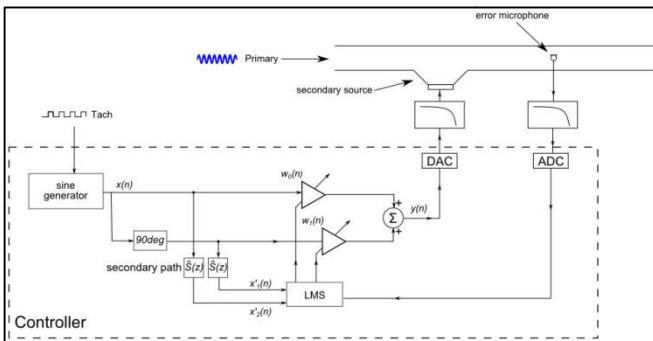 error microphone
Primary
secondary source
Tach
DAC
ADC
sine
generator
x(n)
w₀(n)
w₁(n)
Σ
+
+
y(n)
90deg
secondary path
Ŝ(z)
Ŝ(z)
x'₁(n)
x'₂(n)
LMS
Controller